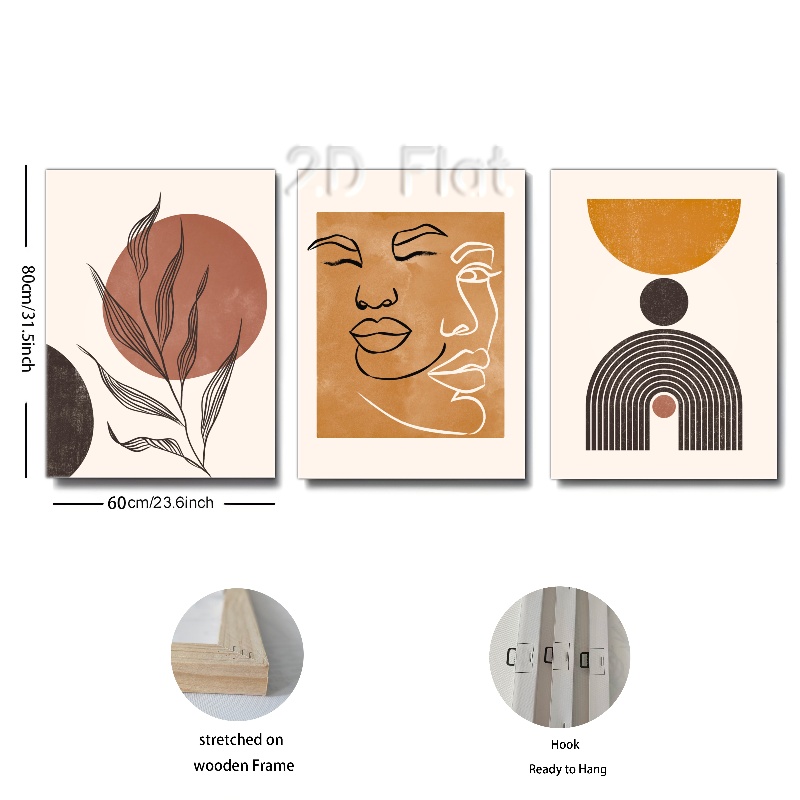 2D Flat
80cm/31.5inch
60cm/23.6inch
stretched on
wooden Frame
Hook
Ready to Hang